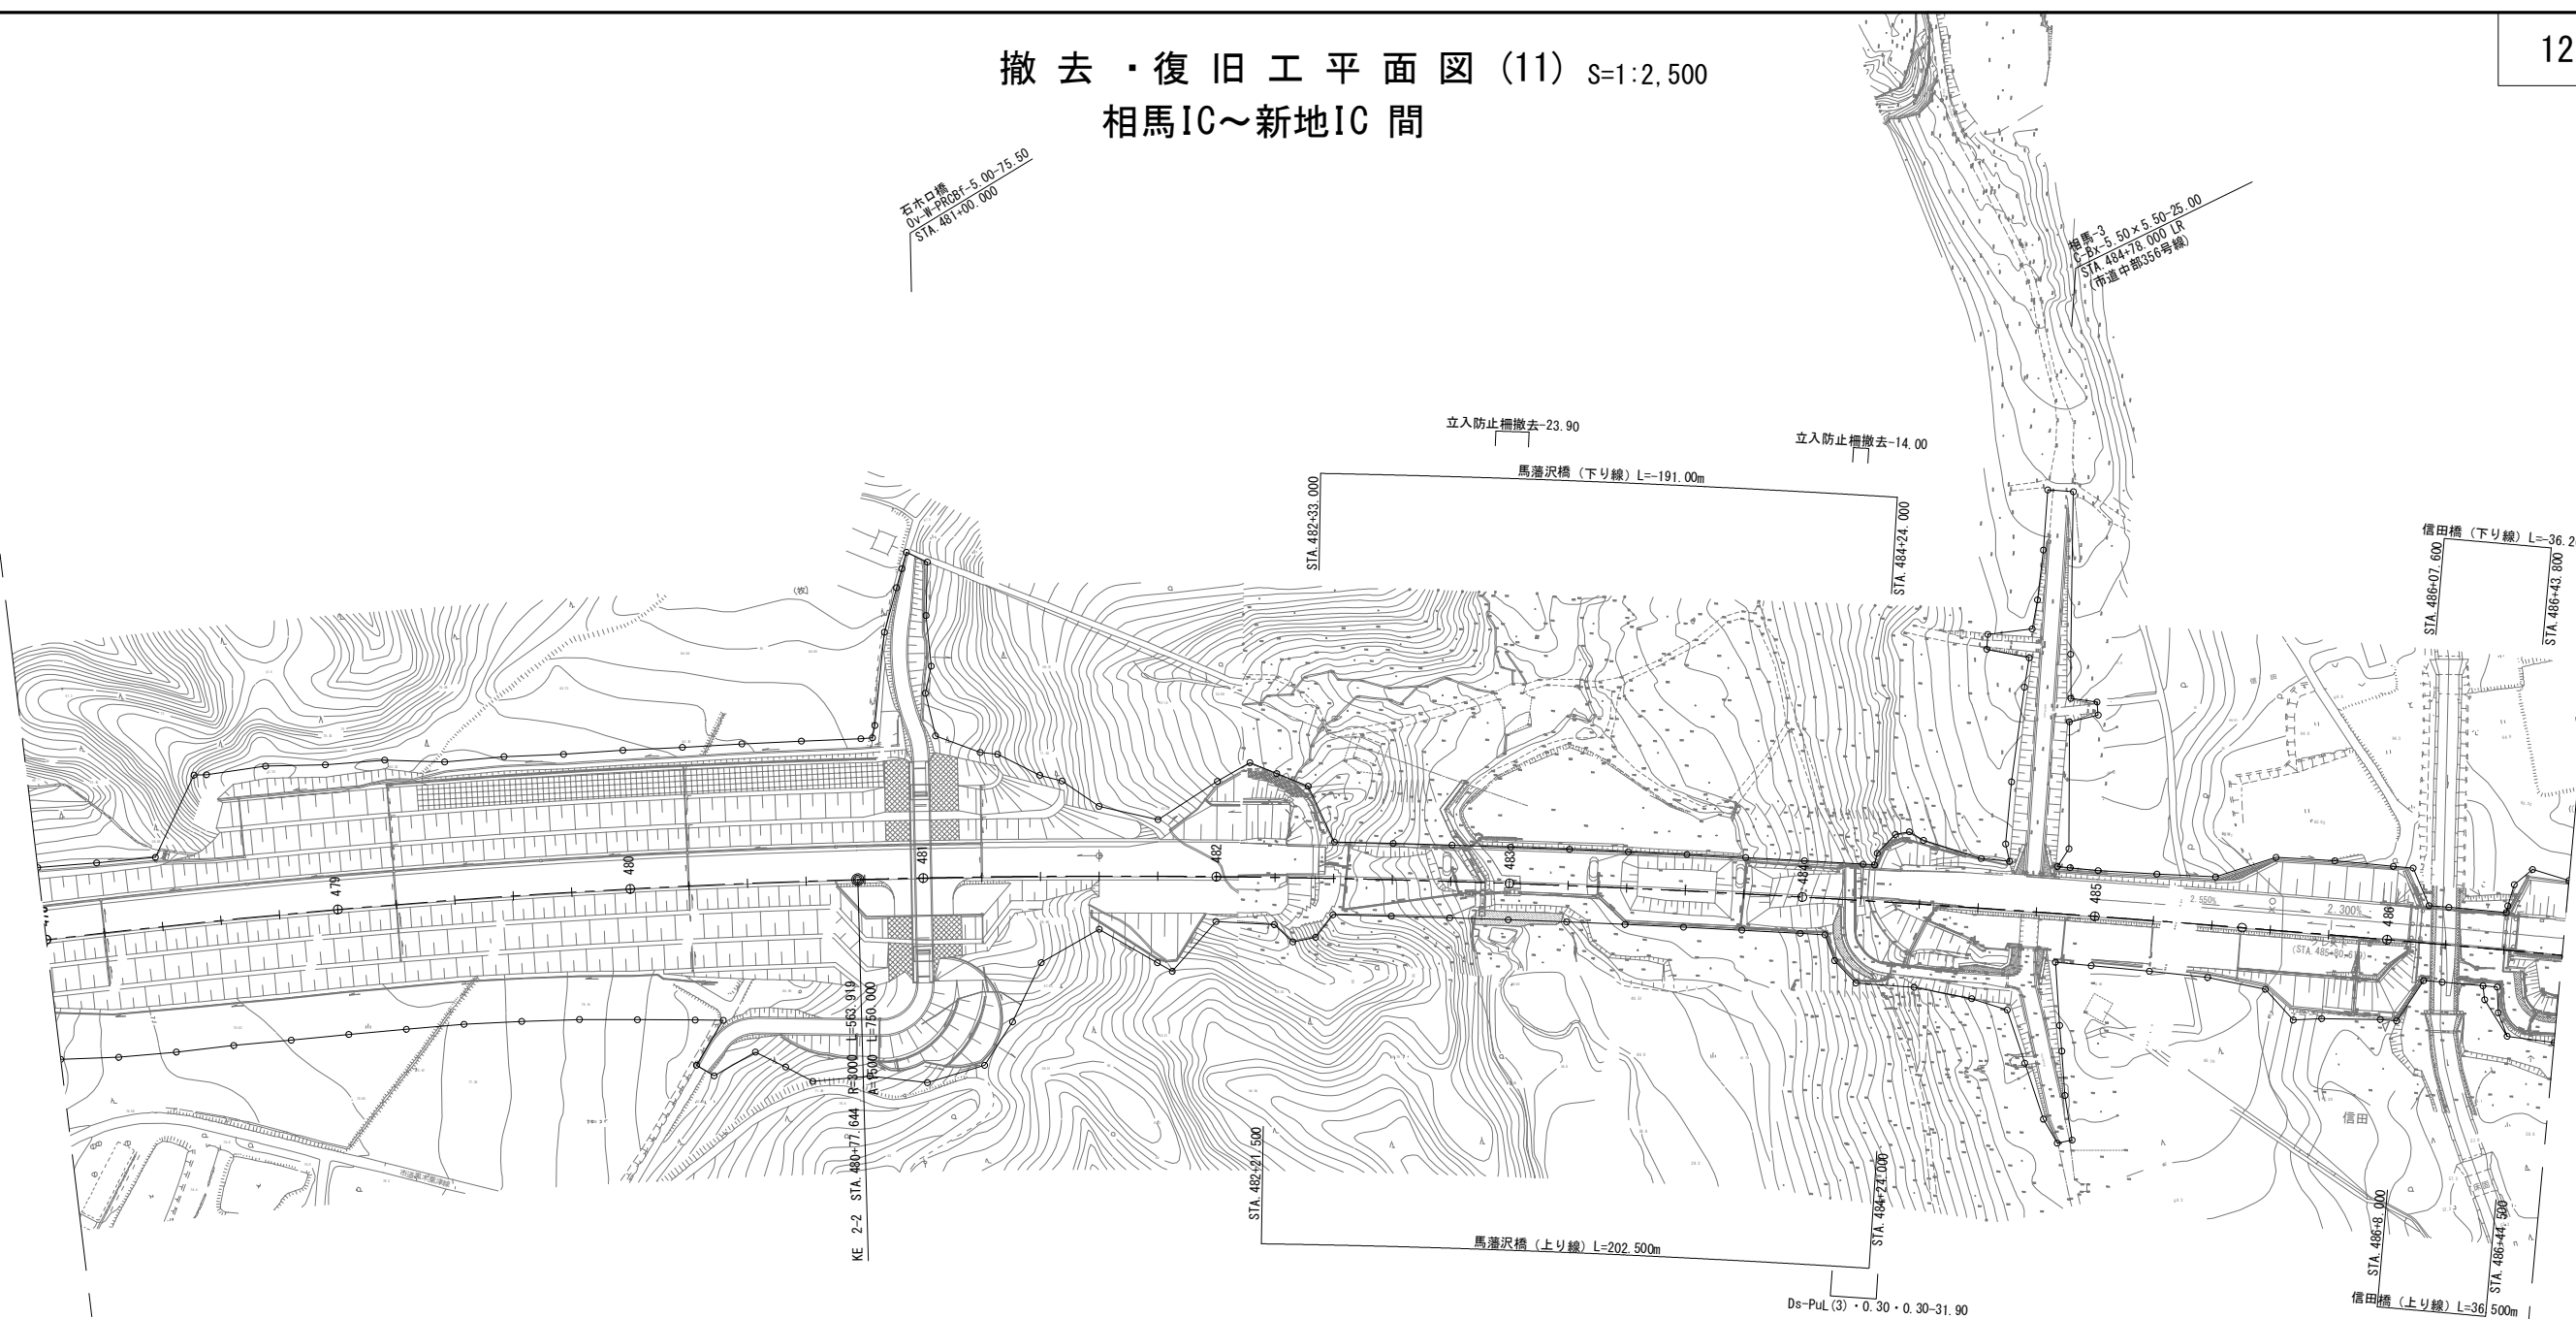 撤去・復旧工平面図 (11) S=1:2,500
相馬IC～新地IC 間
12
石ホロ橋
Ov-W-PRCBf-5.00-75.50
STA.481+00.000
相馬-3
C-Bx-5.50×5.50-25.00
STA.484+78.000 LR
(市道中部356号線)
立入防止柵撤去-23.90
立入防止柵撤去-14.00
馬藩沢橋（下り線）L=-191.00m
STA.482+33.000
STA.484+24.000
信田橋（下り線）L=-36.2
STA.486+07.600
STA.486+43.800
(牧)
479
480
481
482
483
484
485
486
2.550%
2.300%
KE 2-2 STA.480+77.644 R=3000 L=563.919
A=1500 L=750.000
信田
STA.482+21.500
STA.484+24.000
馬藩沢橋（上り線）L=202.500m
Ds-PuL(3)・0.30・0.30-31.90
STA.486+8.000
STA.486+44.500
信田橋（上り線）L=36.500m